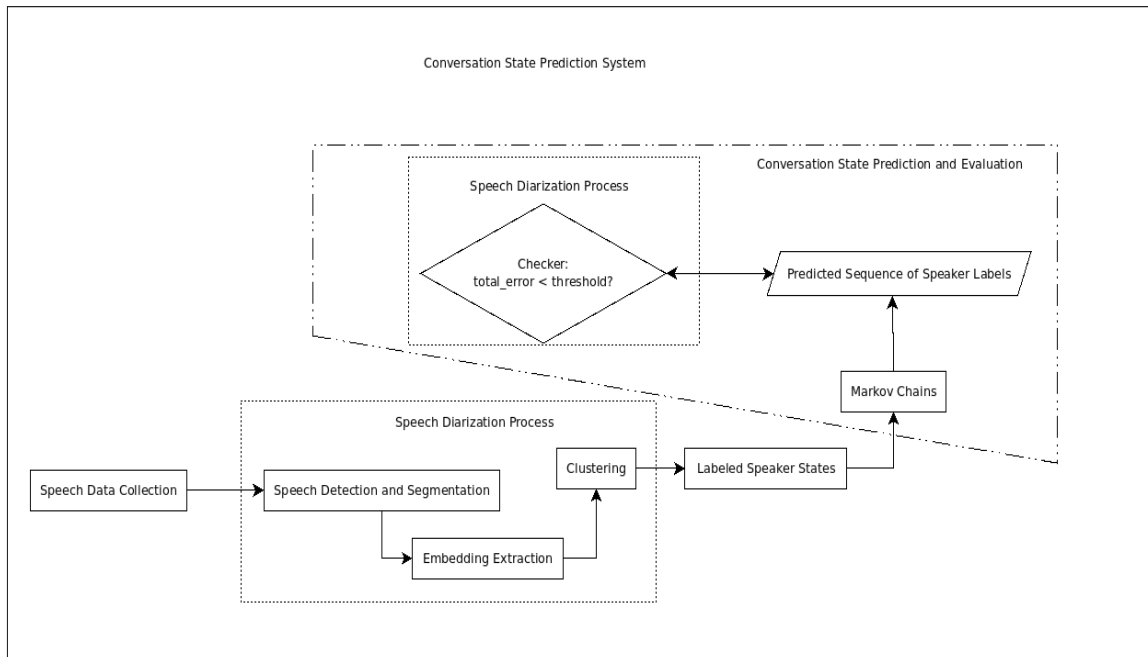 Conversation State Prediction System
Conversation State Prediction and Evaluation
Speech Diarization Process
Checker:
total_error < threshold?
Predicted Sequence of Speaker Labels
Markov Chains
Speech Diarization Process
Clustering
Labeled Speaker States
Speech Data Collection
Speech Detection and Segmentation
Embedding Extraction